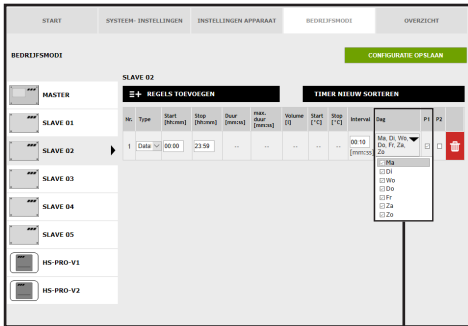 START SYSTEEM- INSTELLINGEN INSTELLINGEN APPARAAT BEDRIJFSMODI OVERZICHT
BEDRIJFSMODI
CONFIGURATIE OPSLAAN
SLAVE 02
MASTER
SLAVE 01
SLAVE 02
SLAVE 03
SLAVE 04
SLAVE 05
HS-PRO-V1
HS-PRO-V2
REGELS TOEVOEGEN TIMER NIEUW SORTEREN
Nr. Type Start [hh:mm] Stop [hh:mm] Duur [mm:ss] max. duur [mm:ss] Volume [l] Start [°C] Stop [°C] Interval Dag P1 P2
1 Data 00:00 23:59 -- -- -- -- -- 00:10 [mm:ss] Ma, Di, Wo, Do, Fr, Za, Zo
Ma
Di
Wo
Do
Fr
Za
Zo